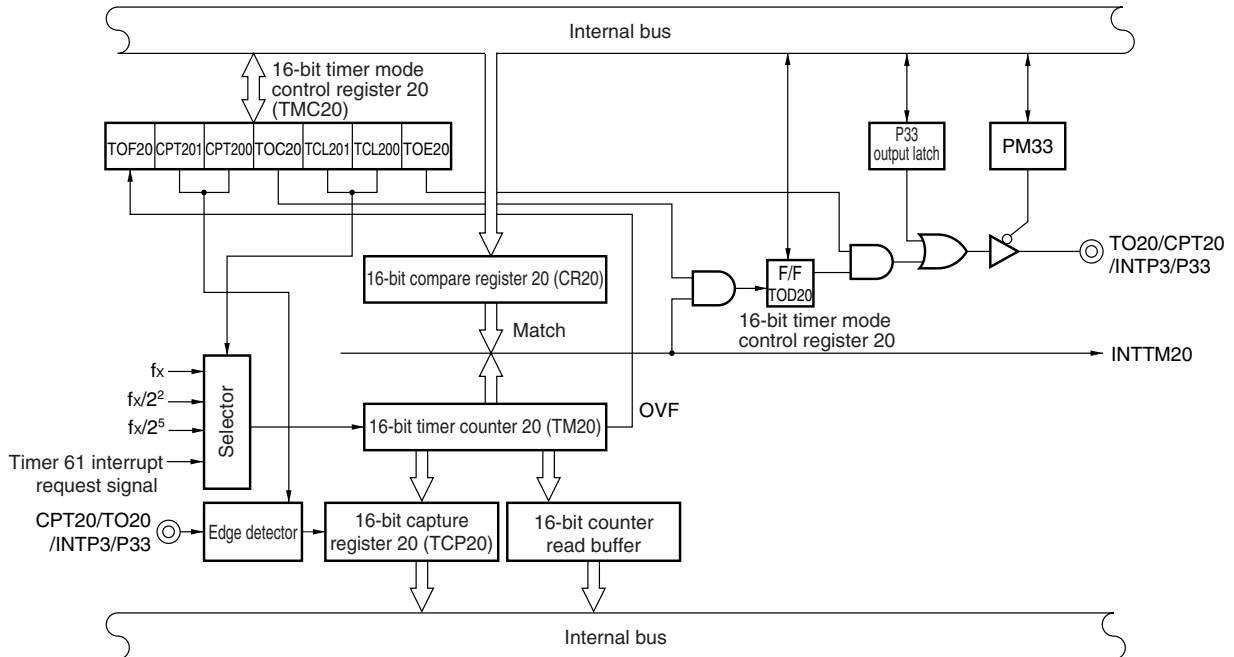 Internal bus
16-bit timer mode
control register 20
(TMC20)
TOF20 CPT201 CPT200 TOC20 TCL201 TCL200 TOE20
P33
output latch
PM33
TO20/CPT20
/INTP3/P33
16-bit compare register 20 (CR20)
F/F
TOD20
16-bit timer mode
control register 20
Match
INTTM20
fx
fx/2²
fx/2⁵
Timer 61 interrupt
request signal
Selector
16-bit timer counter 20 (TM20)
OVF
CPT20/TO20
/INTP3/P33
Edge detector
16-bit capture
register 20 (TCP20)
16-bit counter
read buffer
Internal bus